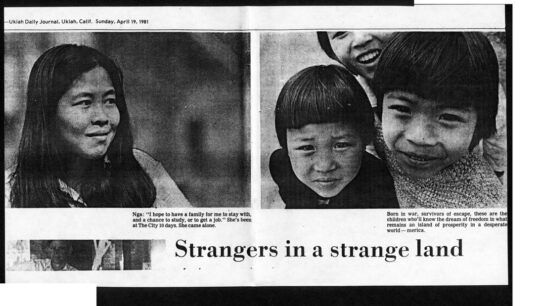 —Ukiah Daily Journal, Ukiah, Calif. Sunday, April 19, 1981
Nga: "I hope to have a family for me to stay with,
and a chance to study, or to get a job." She's been
at The City 10 days. She came alone.
Born in war, survivors of escape, these are the
children who'll know the dream of freedom in what
remains an island of prosperity in a desperate
world — merica.
Strangers in a strange land